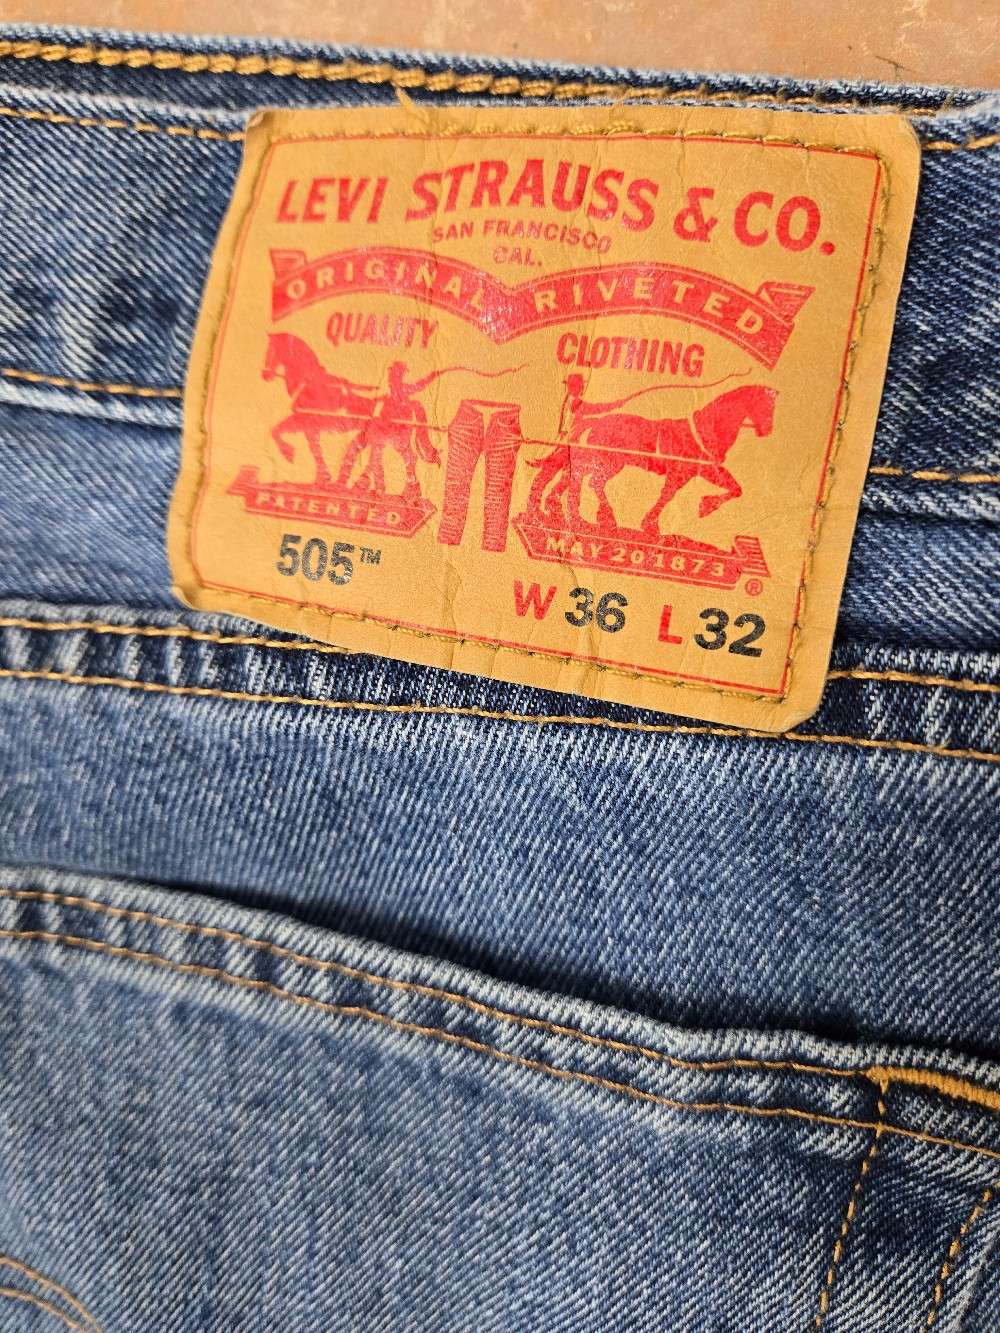 LEVI STRAUSS & CO.
SAN FRANCISCO
CAL.
ORIGINAL RIVETED
QUALITY CLOTHING
PATENTED MAY 20 1873 ®
505™
W 36 L 32